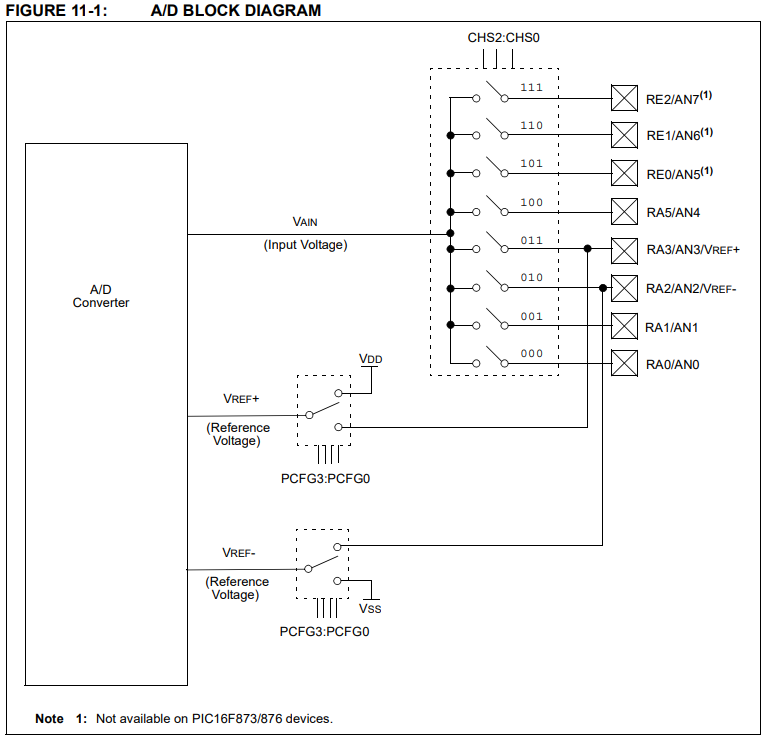 FIGURE 11-1: A/D BLOCK DIAGRAM
CHS2:CHS0
111
RE2/AN7(1)
110
RE1/AN6(1)
101
RE0/AN5(1)
100
RA5/AN4
VAIN
(Input Voltage)
011
RA3/AN3/VREF+
010
RA2/AN2/VREF-
A/D
Converter
001
RA1/AN1
000
RA0/AN0
VDD
VREF+
(Reference
Voltage)
PCFG3:PCFG0
VREF-
(Reference
Voltage)
VSS
PCFG3:PCFG0
Note 1: Not available on PIC16F873/876 devices.